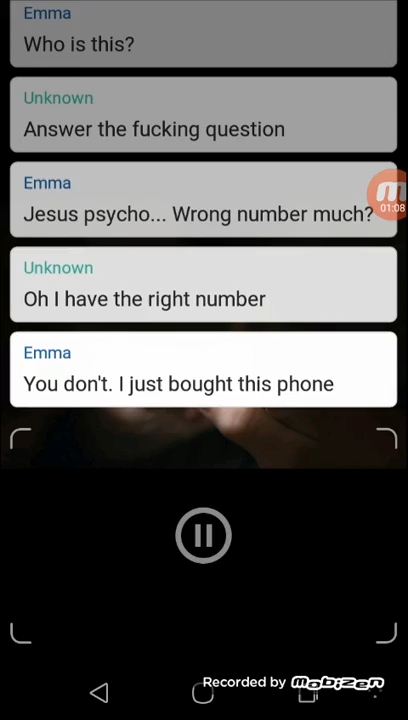 Emma
Who is this?
Unknown
Answer the fucking question
Emma
Jesus psycho... Wrong number much?
01:08
Unknown
Oh I have the right number
Emma
You don't. I just bought this phone
Recorded by Mobizen